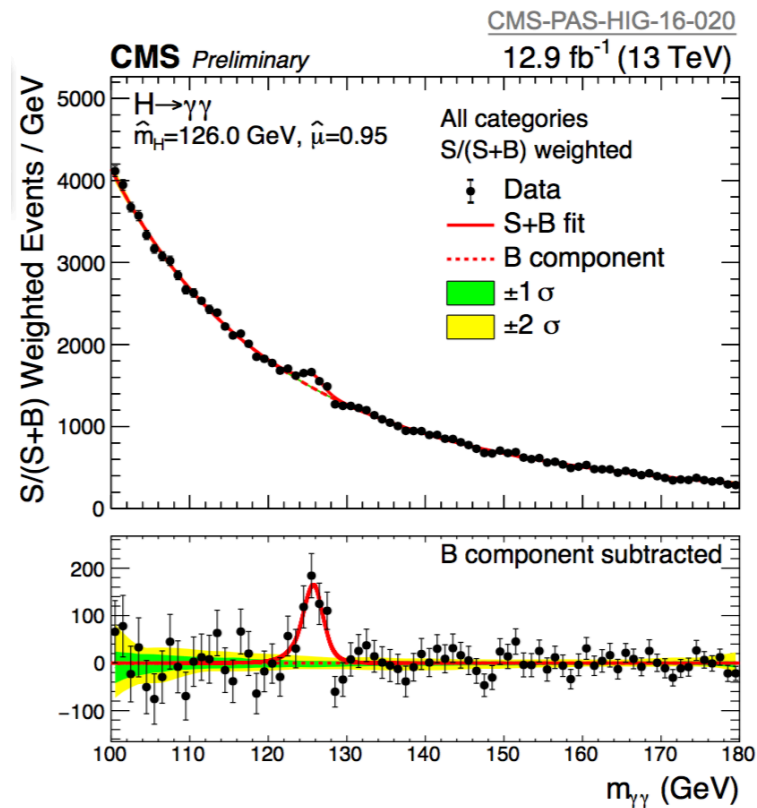 CMS-PAS-HIG-16-020
CMS Preliminary 12.9 fb⁻¹ (13 TeV)
S/(S+B) Weighted Events / GeV
5000
4000
3000
2000
1000
0
H→γγ
m̂_H=126.0 GeV, μ̂=0.95
All categories
S/(S+B) weighted
Data
S+B fit
B component
±1 σ
±2 σ
B component subtracted
200
100
0
−100
100 110 120 130 140 150 160 170 180
m_γγ (GeV)